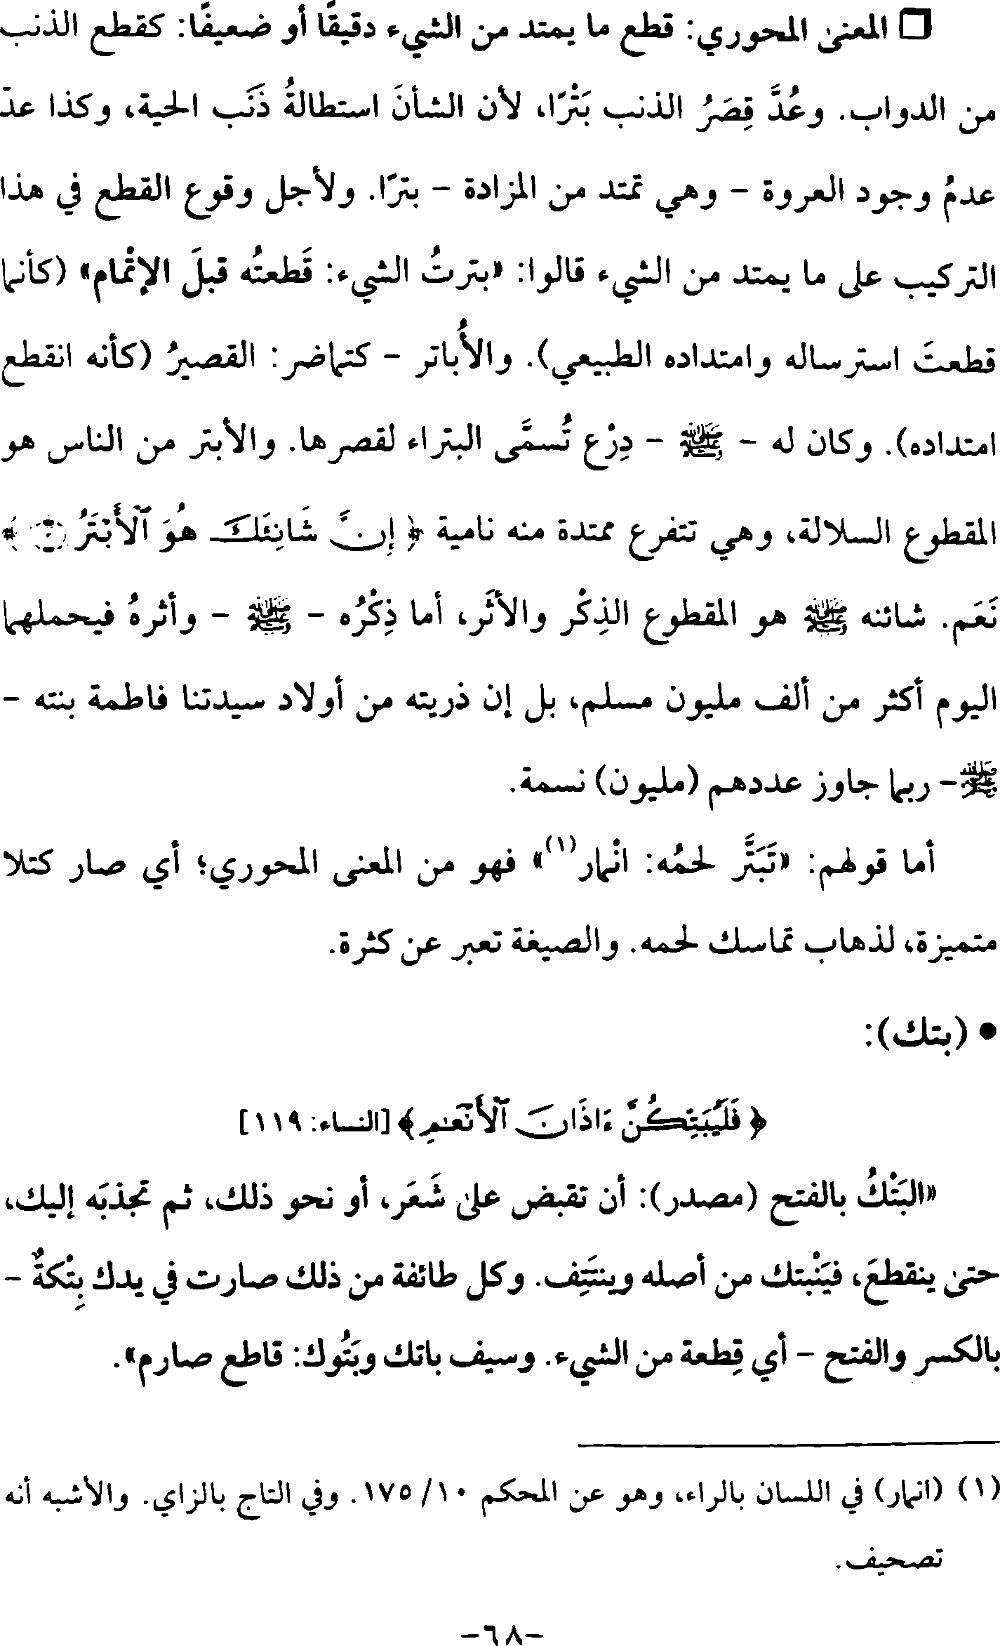 ❒ المعنى المحوري: قطع ما يمتد من الشيء دقيقًا أو ضعيفًا: كقطع الذنب
من الدواب. وعُدَّ قِصَرُ الذنب بَتْرًا، لأن الشأنَ استطالةُ ذَنَب الحية، وكذا عدّ
عدمُ وجود العروة - وهي تمتد من المزادة - بترًا. ولأجل وقوع القطع في هذا
التركيب على ما يمتد من الشيء قالوا: «بترتُ الشيء: قَطعتُه قبلَ الإتْمام» (كأنما
قطعتَ استرساله وامتداده الطبيعي). والأُباتر - كتماضر: القصيرُ (كأنه انقطع
امتداده). وكان له - ﷺ - دِرْع تُسمَّى البتراء لقصرها. والأبتر من الناس هو
المقطوع السلالة، وهي تتفرع ممتدة منه نامية ﴿ إِنَّ شَانِئَكَ هُوَ ٱلْأَبْتَرُ ۝٣ ﴾
نَعَم. شائنه ﷺ هو المقطوع الذِكْر والأثَر، أما ذِكْرُه - ﷺ - وأثرهُ فيحملهما
اليوم أكثر من ألف مليون مسلم، بل إن ذريته من أولاد سيدتنا فاطمة بنته -
ﷺ- ربما جاوز عددهم (مليون) نسمة.
أما قولهم: «تَبَتَّر لحمُه: انْمار(١)» فهو من المعنى المحوري؛ أي صار كتلا
متميزة، لذهاب تماسك لحمه. والصيغة تعبر عن كثرة.
• (بتك):
﴿ فَلَيُبَتِّكُنَّ ءَاذَانَ ٱلْأَنْعَٰمِ ﴾ [النساء: ١١٩]
«البَتْكُ بالفتح (مصدر): أن تقبض على شَعَر، أو نحو ذلك، ثم تجذبَه إليك،
حتى ينقطعَ، فيَنْبتك من أصله وينتَتِف. وكل طائفة من ذلك صارت في يدك بِتْكةٌ -
بالكسر والفتح - أي قِطعة من الشيء. وسيف باتك وبَتُوك: قاطع صارم».
(١) (انمار) في اللسان بالراء، وهو عن المحكم ١٠/ ١٧٥. وفي التاج بالزاي. والأشبه أنه
تصحيف.
-٦٨-